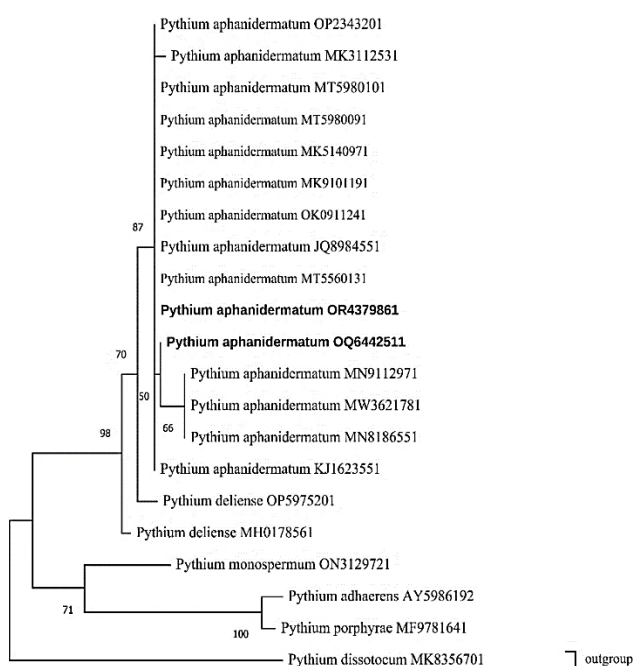 Pythium aphanidermatum OP2343201
Pythium aphanidermatum MK3112531
Pythium aphanidermatum MT5980101
Pythium aphanidermatum MT5980091
Pythium aphanidermatum MK5140971
Pythium aphanidermatum MK9101191
Pythium aphanidermatum OK0911241
87
Pythium aphanidermatum JQ8984551
Pythium aphanidermatum MT5560131
Pythium aphanidermatum OR4379861
Pythium aphanidermatum OQ6442511
70
Pythium aphanidermatum MN9112971
50
Pythium aphanidermatum MW3621781
66
Pythium aphanidermatum MN8186551
98
Pythium aphanidermatum KJ1623551
Pythium deliense OP5975201
Pythium deliense MH0178561
Pythium monospermum ON3129721
Pythium adhaerens AY5986192
71
Pythium porphyrae MF9781641
100
Pythium dissotocum MK8356701
outgroup